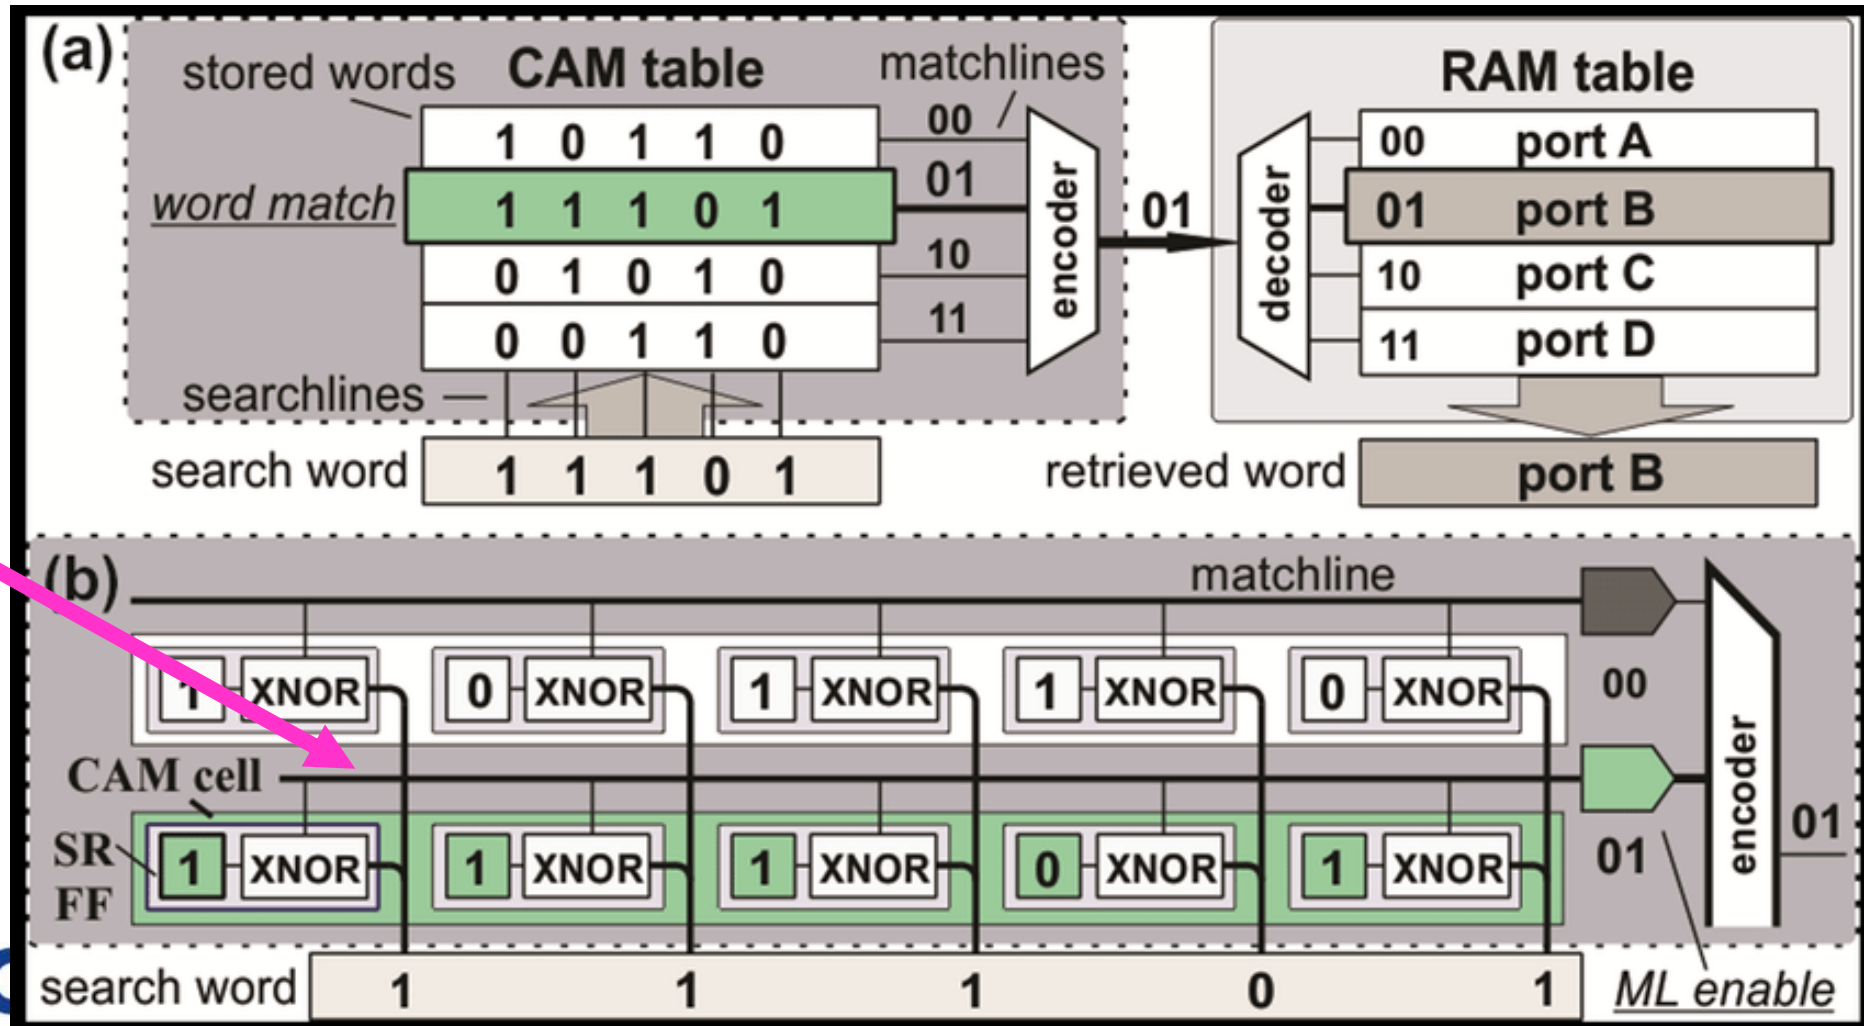 (a)
stored words CAM table matchlines
RAM table
1 0 1 1 0 00
word match 1 1 1 0 1 01
0 1 0 1 0 10
0 0 1 1 0 11
encoder
01
decoder
00 port A
01 port B
10 port C
11 port D
searchlines
search word 1 1 1 0 1
retrieved word port B
(b)
matchline
1 XNOR 0 XNOR 1 XNOR 1 XNOR 0 XNOR
00
CAM cell
SR
FF
1 XNOR 1 XNOR 1 XNOR 0 XNOR 1 XNOR
01
encoder
01
search word 1 1 1 0 1
ML enable